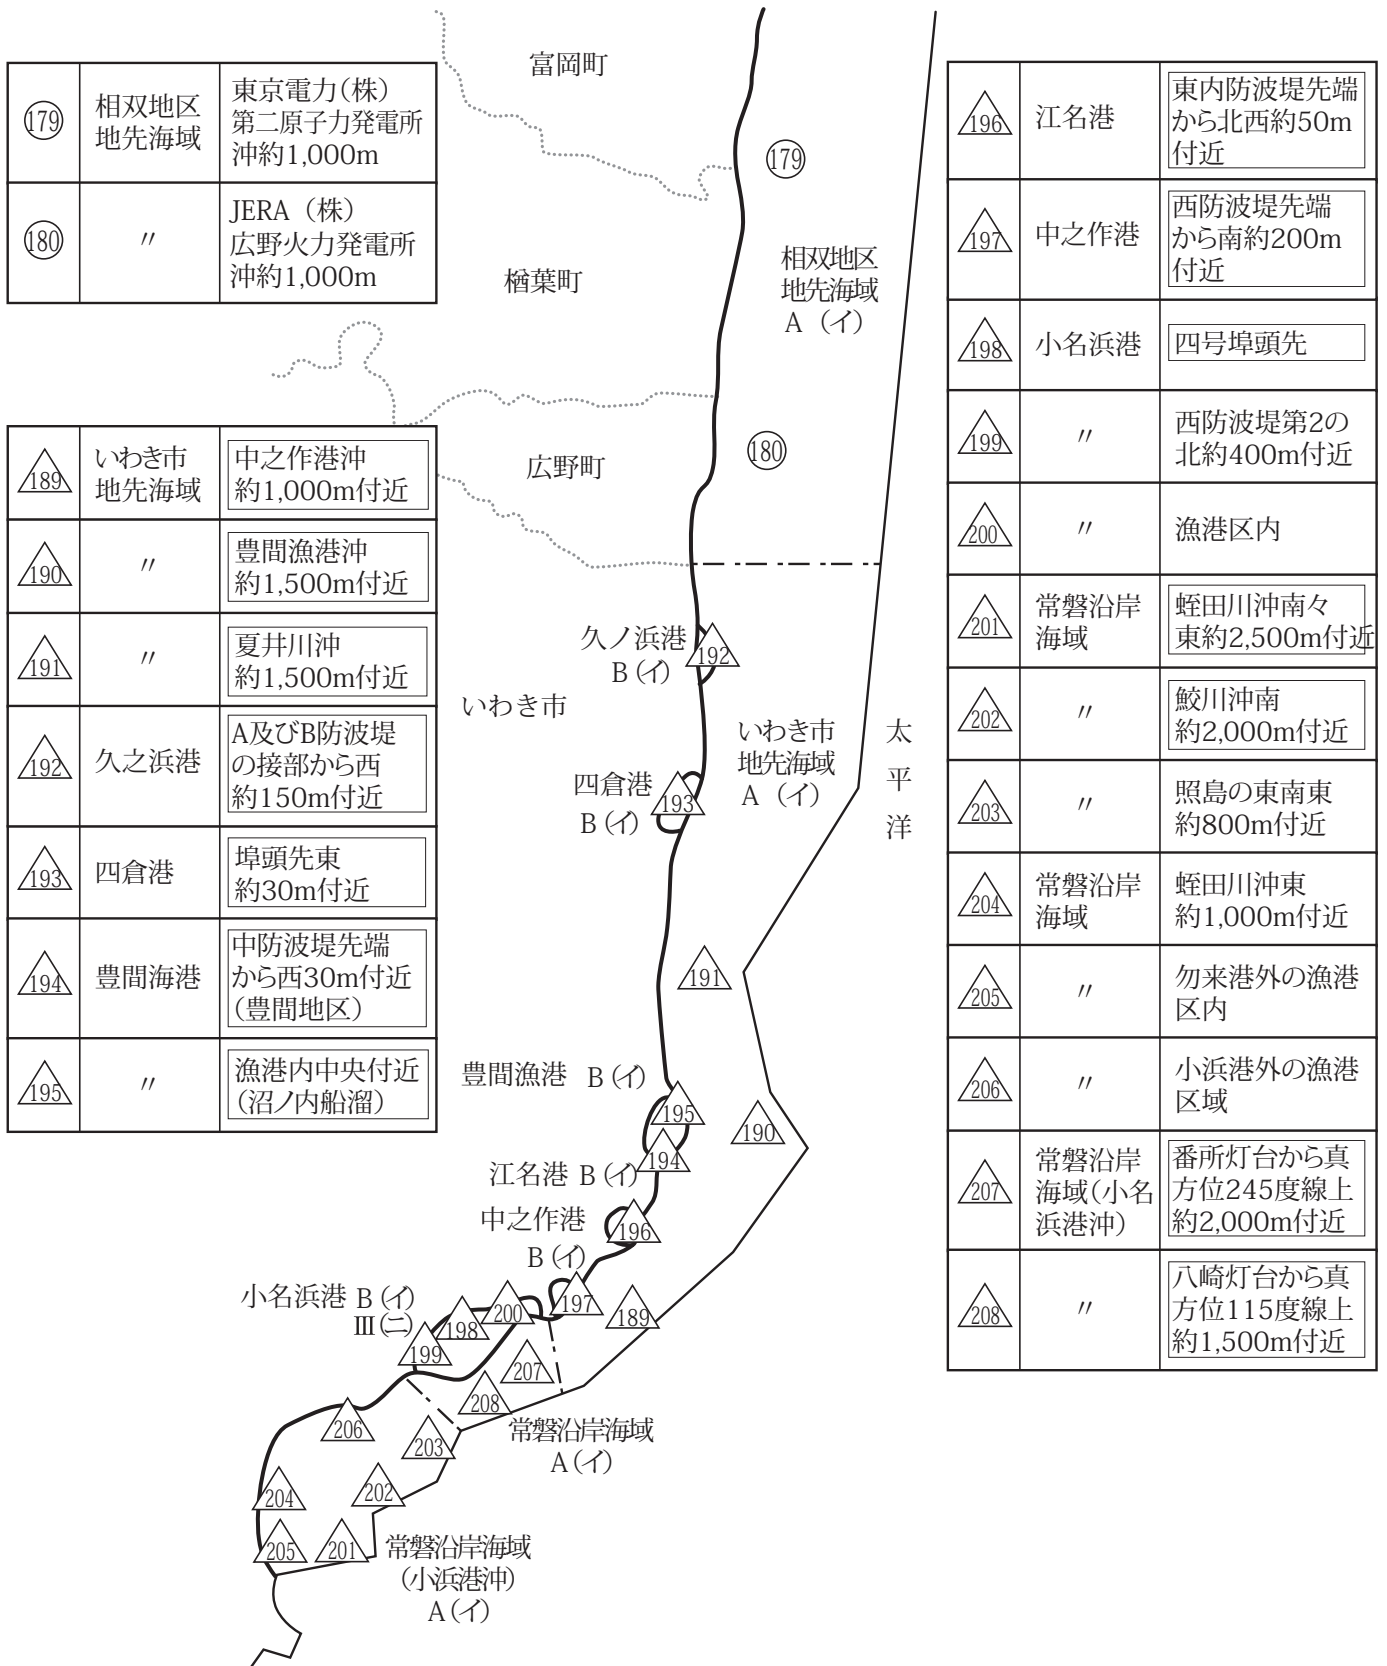 179
相双地区
地先海域
東京電力(株)
第二原子力発電所
沖約1,000m
180
〃
JERA（株）
広野火力発電所
沖約1,000m
189
いわき市
地先海域
中之作港沖
約1,000m付近
190
〃
豊間漁港沖
約1,500m付近
191
〃
夏井川沖
約1,500m付近
192
久之浜港
A及びB防波堤
の接部から西
約150m付近
193
四倉港
埠頭先東
約30m付近
194
豊間海港
中防波堤先端
から西30m付近
(豊間地区)
195
〃
漁港内中央付近
(沼ノ内船溜)
富岡町
179
相双地区
地先海域
A（イ）
楢葉町
180
広野町
久ノ浜港
B(イ)
192
いわき市
いわき市
地先海域
A（イ）
太
平
洋
四倉港
B(イ)
193
191
豊間漁港 B(イ)
195
190
194
江名港 B(イ)
中之作港
B(イ)
196
197
189
小名浜港 B(イ)
Ⅲ(ニ)
200
198
199
207
208
常磐沿岸海域
A(イ)
206
203
204
202
205
201
常磐沿岸海域
(小浜港沖)
A(イ)
196
江名港
東内防波堤先端
から北西約50m
付近
197
中之作港
西防波堤先端
から南約200m
付近
198
小名浜港
四号埠頭先
199
〃
西防波堤第2の
北約400m付近
200
〃
漁港区内
201
常磐沿岸
海域
蛭田川沖南々
東約2,500m付近
202
〃
鮫川沖南
約2,000m付近
203
〃
照島の東南東
約800m付近
204
常磐沿岸
海域
蛭田川沖東
約1,000m付近
205
〃
勿来港外の漁港
区内
206
〃
小浜港外の漁港
区域
207
常磐沿岸
海域(小名
浜港沖)
番所灯台から真
方位245度線上
約2,000m付近
208
〃
八崎灯台から真
方位115度線上
約1,500m付近